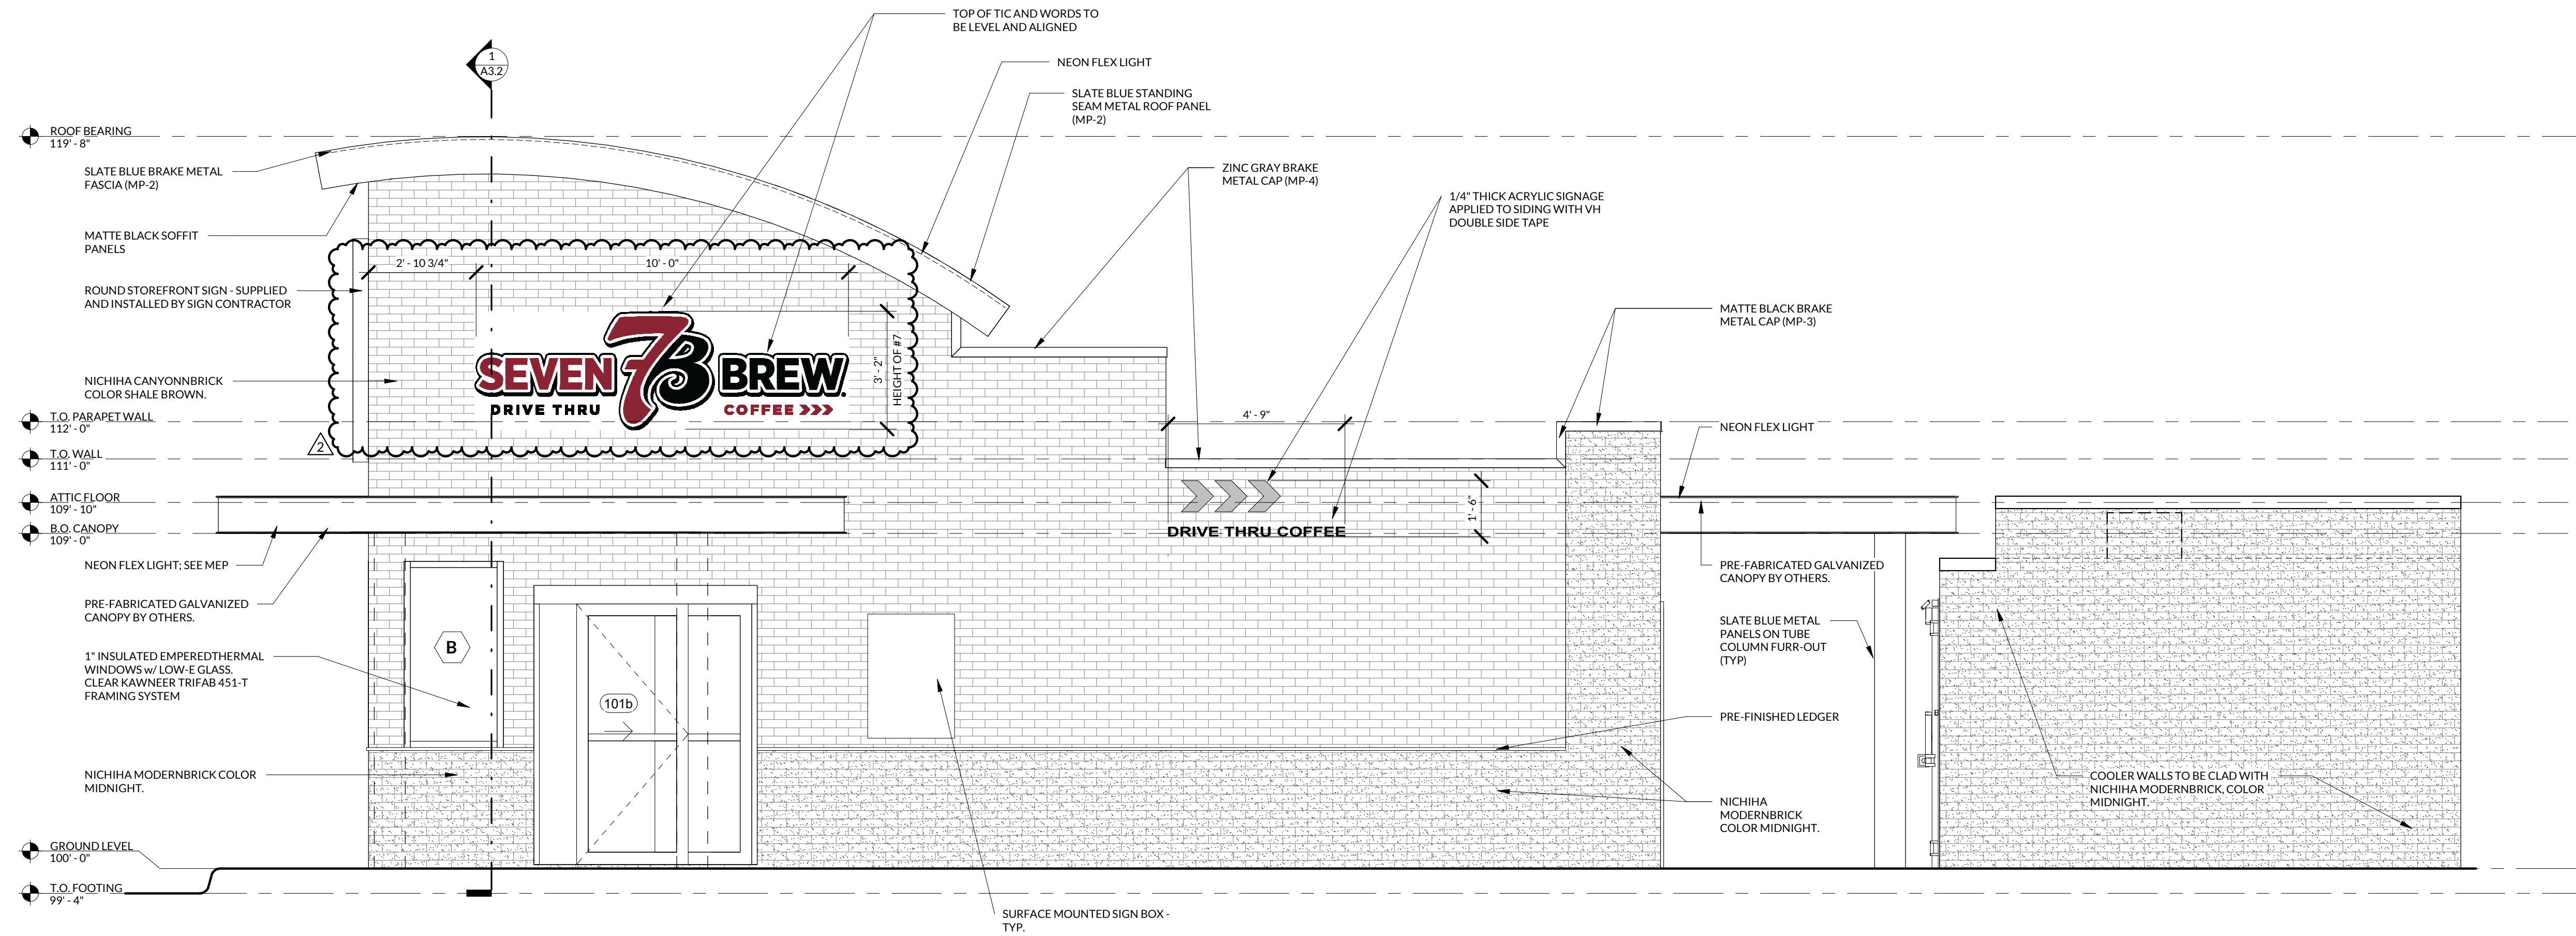 TOP OF TIC AND WORDS TO
BE LEVEL AND ALIGNED
1
A3.2
NEON FLEX LIGHT
SLATE BLUE STANDING
SEAM METAL ROOF PANEL
(MP-2)
ROOF BEARING
119' - 8"
SLATE BLUE BRAKE METAL
FASCIA (MP-2)
ZINC GRAY BRAKE
METAL CAP (MP-4)
1/4" THICK ACRYLIC SIGNAGE
APPLIED TO SIDING WITH VH
DOUBLE SIDE TAPE
MATTE BLACK SOFFIT
PANELS
2' - 10 3/4"
10' - 0"
ROUND STOREFRONT SIGN - SUPPLIED
AND INSTALLED BY SIGN CONTRACTOR
MATTE BLACK BRAKE
METAL CAP (MP-3)
SEVEN 7B BREW.
DRIVE THRU COFFEE >>>
3' - 2"
HEIGHT OF #7
NICHIHA CANYONNBRICK
COLOR SHALE BROWN.
T.O. PARAPET WALL
112' - 0"
4' - 9"
NEON FLEX LIGHT
2
T.O. WALL
111' - 0"
ATTIC FLOOR
109' - 10"
1' - 6"
DRIVE THRU COFFEE
B.O. CANOPY
109' - 0"
NEON FLEX LIGHT; SEE MEP
PRE-FABRICATED GALVANIZED
CANOPY BY OTHERS.
PRE-FABRICATED GALVANIZED
CANOPY BY OTHERS.
SLATE BLUE METAL
PANELS ON TUBE
COLUMN FURR-OUT
(TYP)
B
1" INSULATED EMPEREDTHERMAL
WINDOWS w/ LOW-E GLASS.
CLEAR KAWNEER TRIFAB 451-T
FRAMING SYSTEM
101b
PRE-FINISHED LEDGER
NICHIHA MODERNBRICK COLOR
MIDNIGHT.
COOLER WALLS TO BE CLAD WITH
NICHIHA MODERNBRICK, COLOR
MIDNIGHT.
NICHIHA
MODERNBRICK
COLOR MIDNIGHT.
GROUND LEVEL
100' - 0"
T.O. FOOTING
99' - 4"
SURFACE MOUNTED SIGN BOX -
TYP.